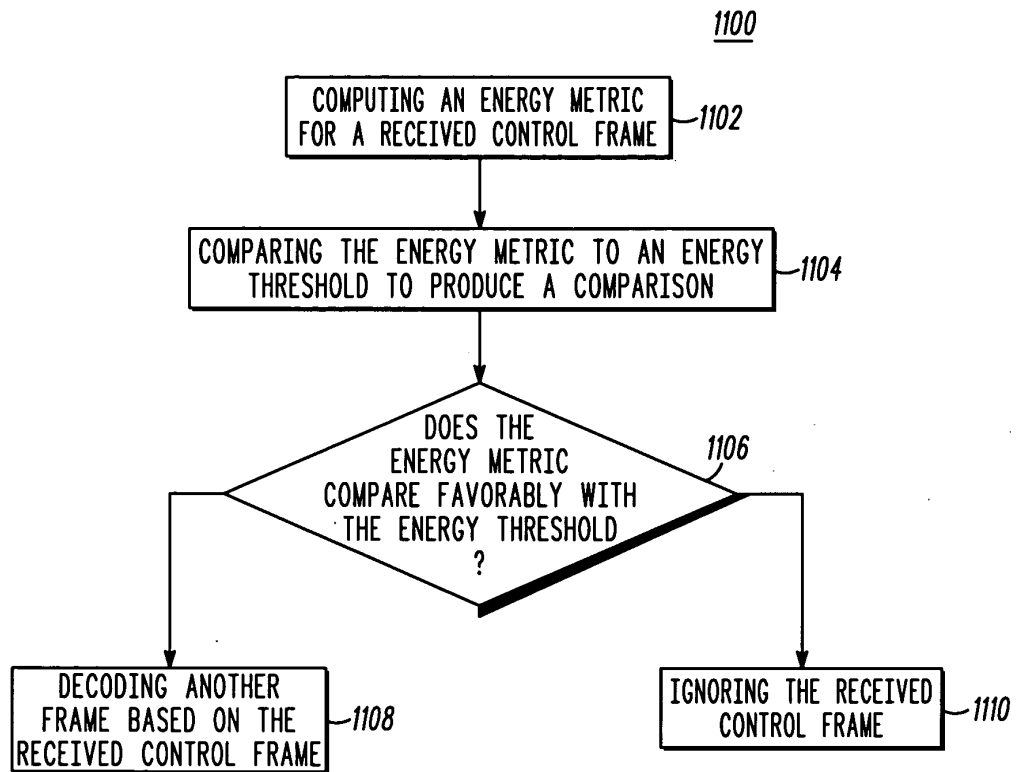 1100
COMPUTING AN ENERGY METRIC
FOR A RECEIVED CONTROL FRAME
1102
COMPARING THE ENERGY METRIC TO AN ENERGY
THRESHOLD TO PRODUCE A COMPARISON
1104
DOES THE
ENERGY METRIC
COMPARE FAVORABLY WITH
THE ENERGY THRESHOLD
?
1106
DECODING ANOTHER
FRAME BASED ON THE
RECEIVED CONTROL FRAME
1108
IGNORING THE RECEIVED
CONTROL FRAME
1110